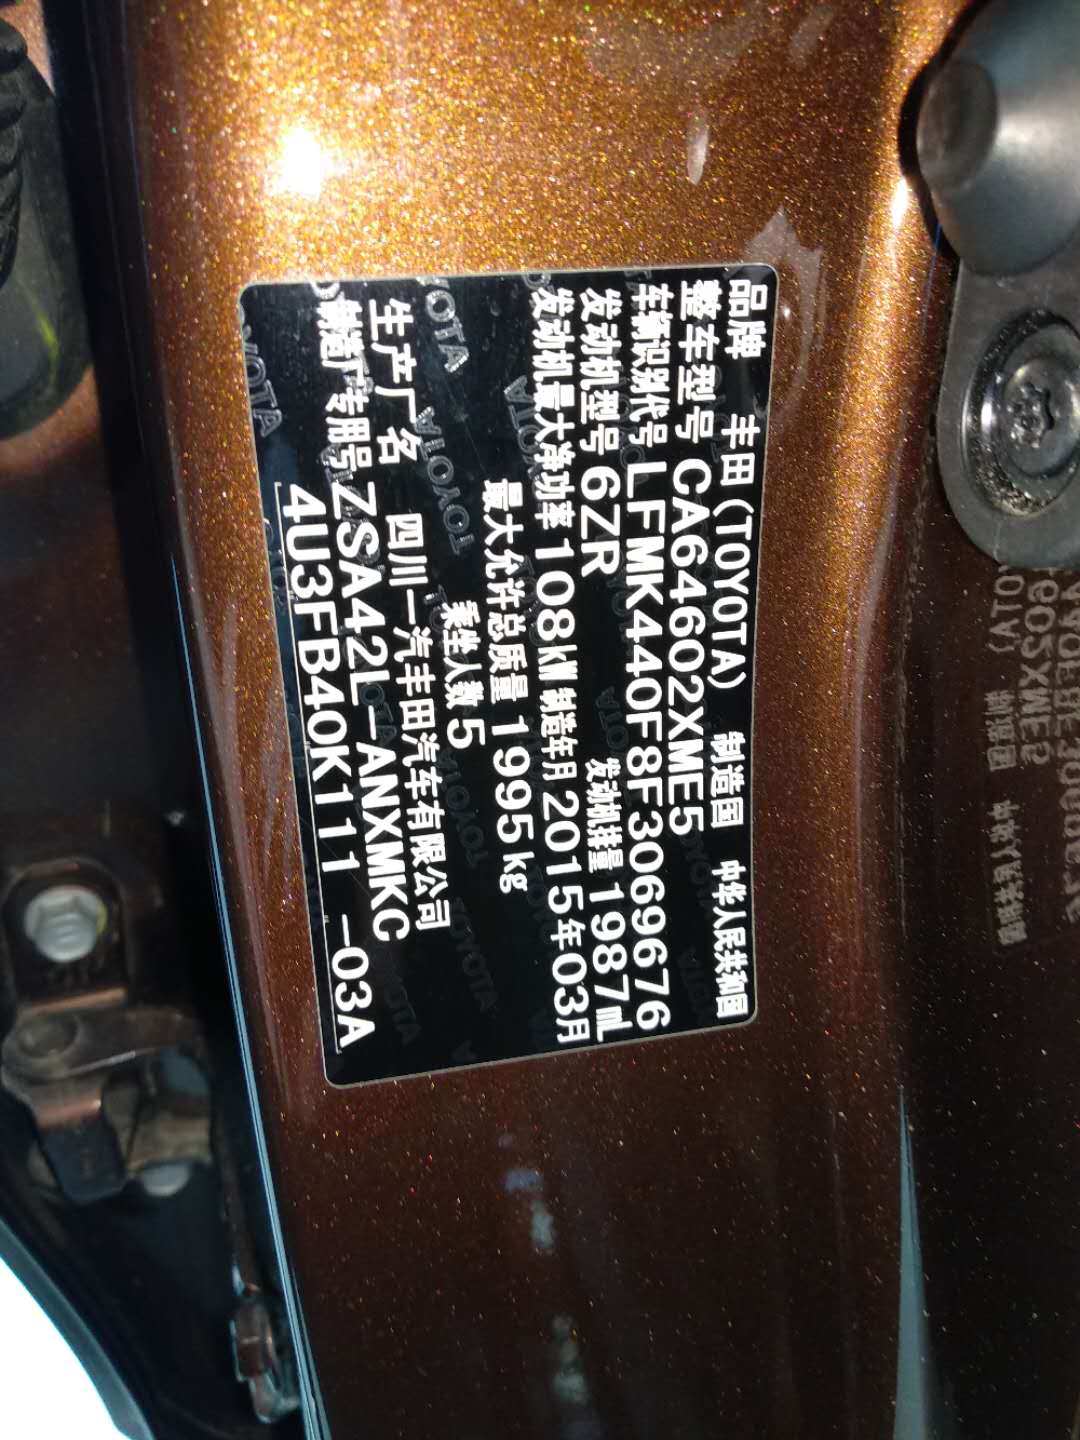 品牌 丰田(TOYOTA) 制造国 中华人民共和国
整车型号 CA64602XME5
车辆识别代号 LFMK440F8F3069676
发动机型号 6ZR 发动机排量 1987mL
发动机最大净功率 108kW 制造年月 2015年03月
最大允许总质量 1995kg
乘坐人数 5
生产厂名 四川一汽丰田汽车有限公司
制造厂专用号 ZSA42L-ANXMKC
4U3FB40K111 -03A